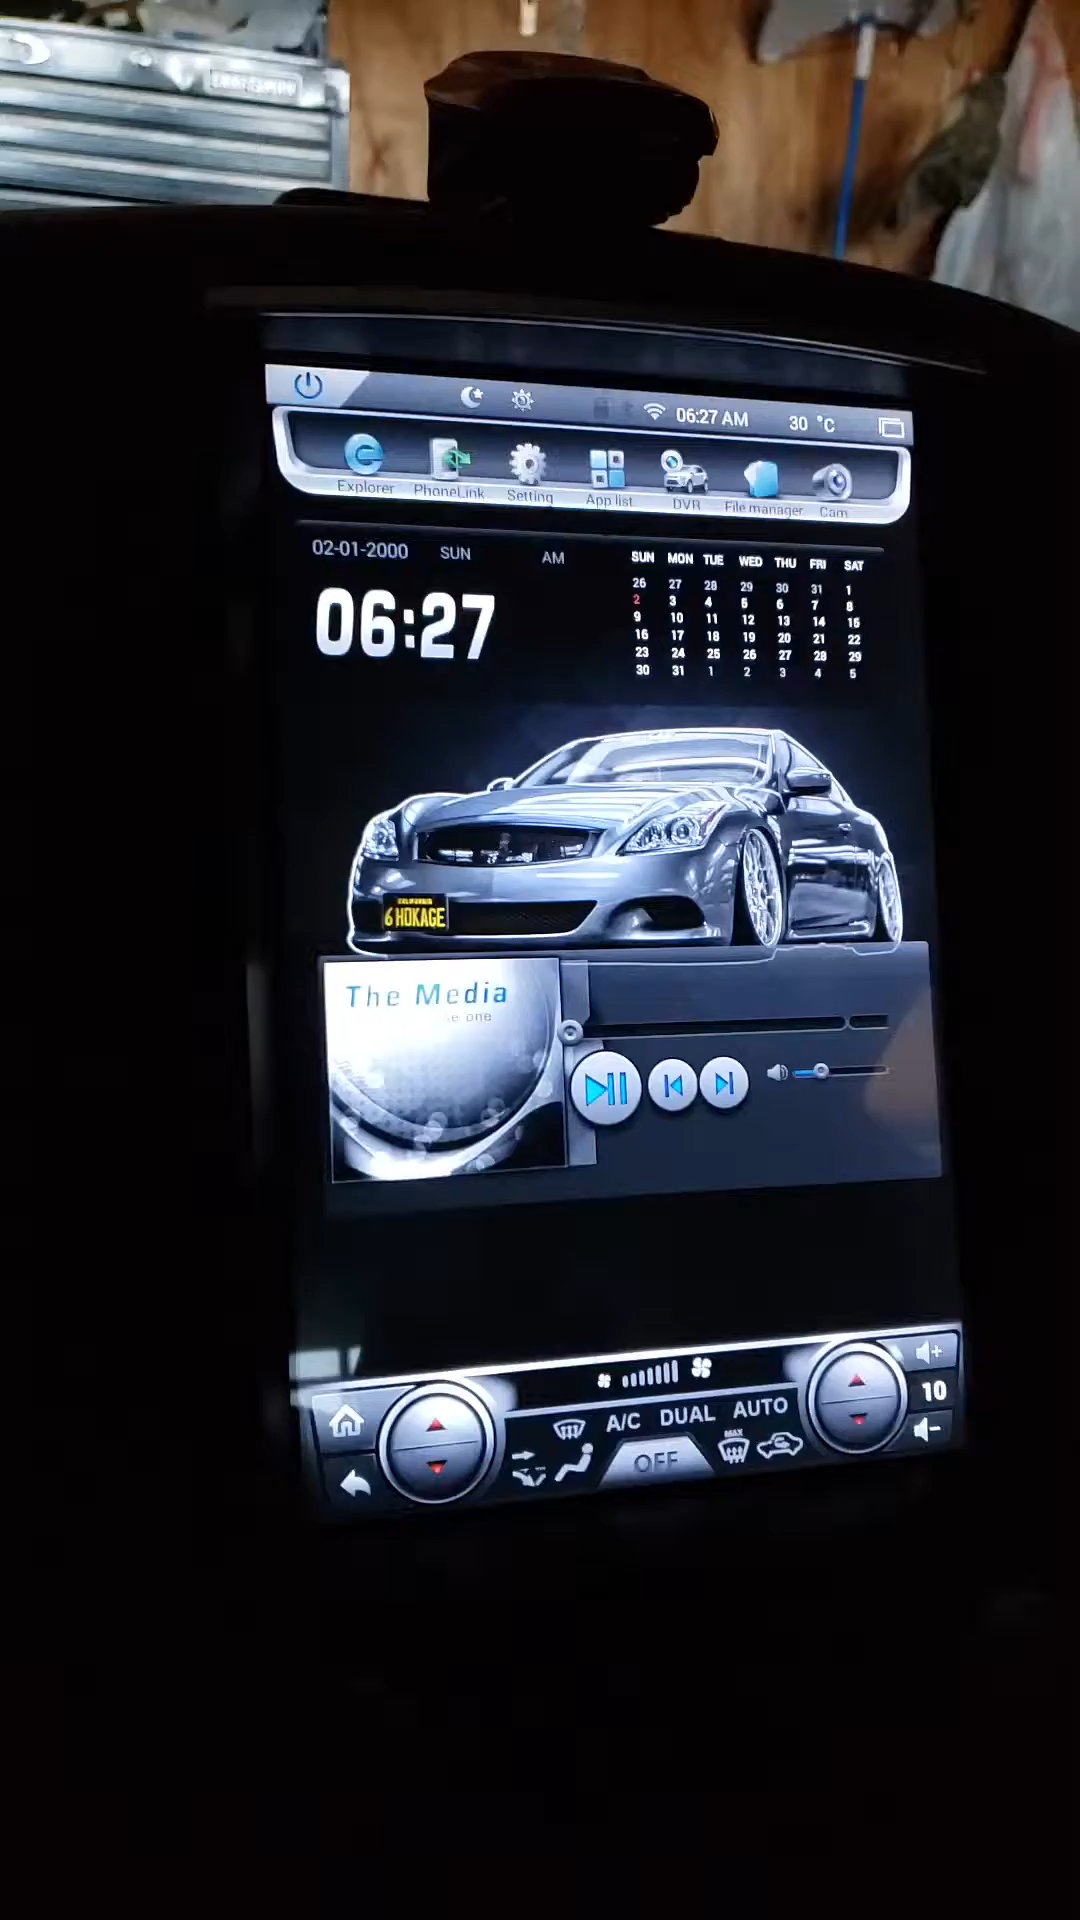 CRAFTSMAN
06:27 AM
30 °C
Explorer
PhoneLink
Setting
App list
DVR
File manager
Cam
02-01-2000 SUN AM
06:27
SUN MON TUE WED THU FRI SAT
26 27 28 29 30 31 1
2 3 4 5 6 7 8
9 10 11 12 13 14 15
16 17 18 19 20 21 22
23 24 25 26 27 28 29
30 31 1 2 3 4 5
CALIFORNIA
6 HOKAGE
The Media
one
A/C DUAL AUTO
OFF
MAX
10